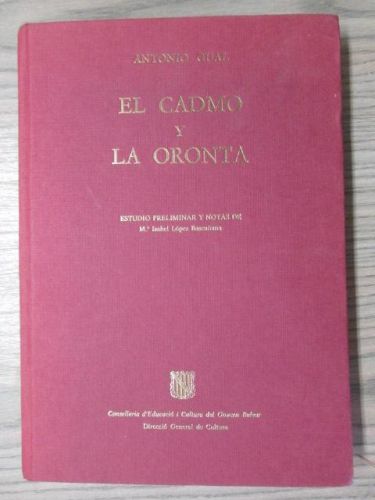 ANTONIO GUAL
EL CADMO
Y
LA ORONTA
ESTUDIO PRELIMINAR Y NOTAS DE
M.ª Isabel López Bascuñana
Conselleria d'Educació i Cultura del Govern Balear
Direcció General de Cultura